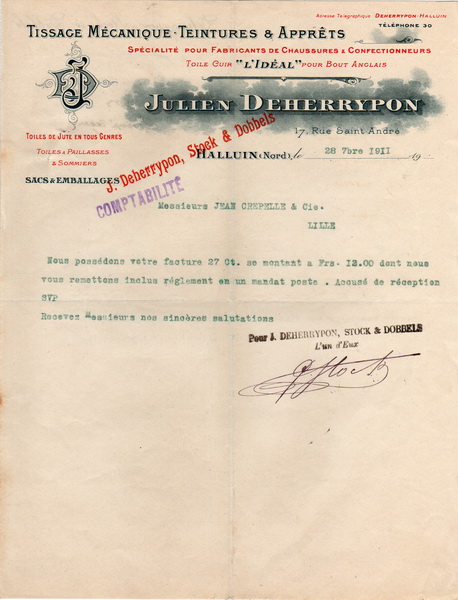 Adresse Télégraphique: DEHERRYPON-HALLUIN
TÉLÉPHONE 30
TISSAGE MÉCANIQUE-TEINTURES & APPRÊTS
SPÉCIALITÉ POUR FABRICANTS DE CHAUSSURES & CONFECTIONNEURS
TOILE CUIR "L'IDÉAL" POUR BOUT ANGLAIS
JULIEN DEHERRYPON
17, RUE SAINT ANDRÉ
TOILES DE JUTE EN TOUS GENRES
TOILES A PAILLASSES
& SOMMIERS
SACS & EMBALLAGES
J. Deherrypon, Stock & Dobbels
COMPTABILITÉ
HALLUIN (NORD), le 28 7bre 1911 19
Messieurs JEAN CREPELLE & Cie.
LILLE
Nous possédons votre facture 27 Ct. se montant a Frs. 12.00 dont nous
vous remettons inclus réglement en un mandat poste . Accusé de réception
SVP
Recevez Messieurs nos sincères salutations
Pour J. DEHERRYPON, STOCK & DOBBELS
L'un d'Eux